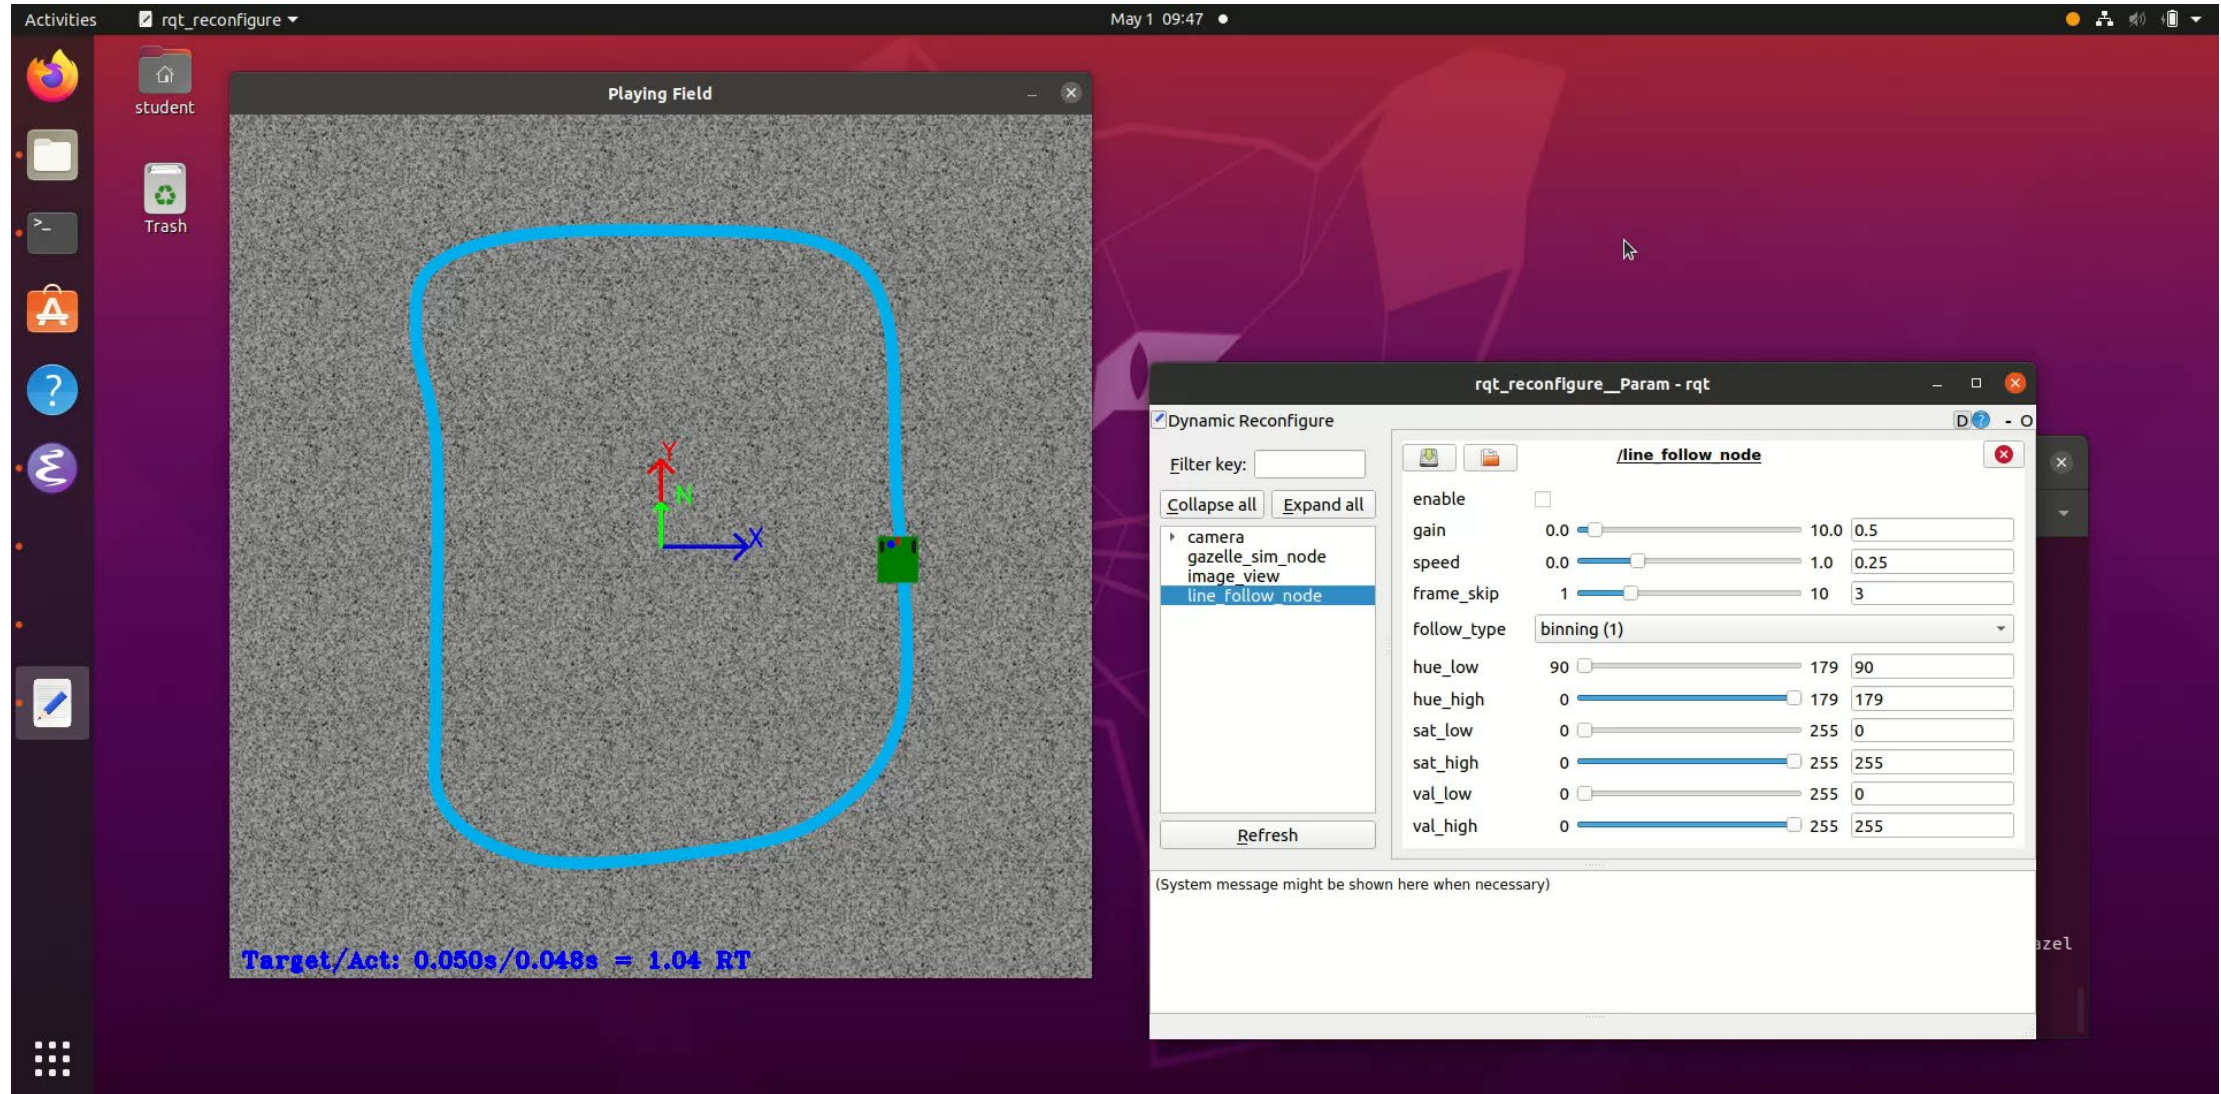 Activities rqt_reconfigure May 1 09:47
student
Trash
>_
Playing Field
Y
N
X
Target/Act: 0.050s/0.048s = 1.04 RT
rqt_reconfigure__Param - rqt
Dynamic Reconfigure D ? - O
Filter key:
Collapse all Expand all
camera
gazelle_sim_node
image_view
line_follow_node
Refresh
/line_follow_node
enable
gain 0.0 10.0 0.5
speed 0.0 1.0 0.25
frame_skip 1 10 3
follow_type binning (1)
hue_low 90 179 90
hue_high 0 179 179
sat_low 0 255 0
sat_high 0 255 255
val_low 0 255 0
val_high 0 255 255
(System message might be shown here when necessary)
azel